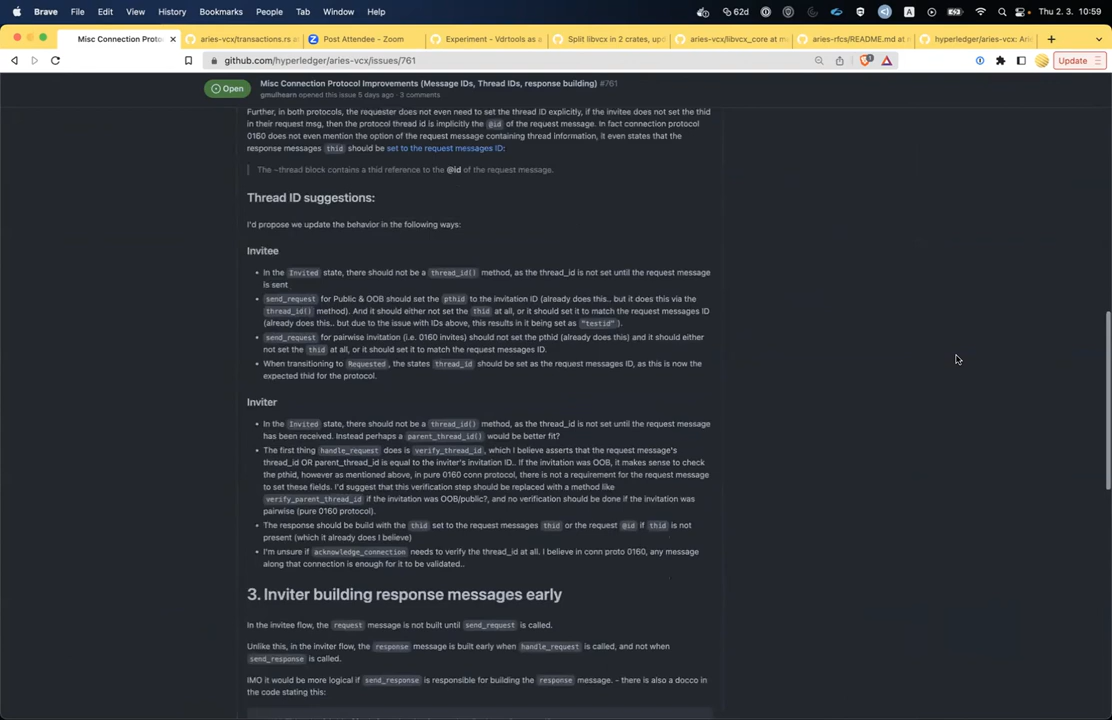 Brave File Edit View History Bookmarks People Tab Window Help
62d
A
Thu 2. 3. 10:59
Misc Connection Proto
aries-vcx/transactions.rs a
Post Attendee - Zoom
Experiment - Vdrtools as a
Split libvcx in 2 crates, upd
aries-vcx/libvcx_core at m
aries-rfcs/README.md at m
hyperledger/aries-vcx: Arie
github.com/hyperledger/aries-vcx/issues/761
Update
Open
Misc Connection Protocol Improvements (Message IDs, Thread IDs, response building) #761
gmulhearn opened this issue 5 days ago · 3 comments
Further, in both protocols, the requester does not even need to set the thread ID explicitly, if the invitee does not set the thid
in their request msg, then the protocol thread id is implicitly the @id of the request message. In fact connection protocol
0160 does not even mention the option of the request message containing thread information, it even states that the
response messages thid should be set to the request messages ID:
The ~thread block contains a thid reference to the @id of the request message.
Thread ID suggestions:
I'd propose we update the behavior in the following ways:
Invitee
• In the Invited state, there should not be a thread_id() method, as the thread_id is not set until the request message
is sent
• send_request for Public & OOB should set the pthid to the invitation ID (already does this.. but it does this via the
thread_id() method). And it should either not set the thid at all, or it should set it to match the request messages ID
(already does this.. but due to the issue with IDs above, this results in it being set as "testid").
• send_request for pairwise invitation (i.e. 0160 invites) should not set the pthid (already does this) and it should either
not set the thid at all, or it should set it to match the request messages ID.
• When transitioning to Requested, the states thread_id should be set as the request messages ID, as this is now the
expected thid for the protocol.
Inviter
• In the Invited state, there should not be a thread_id() method, as the thread_id is not set until the request message
has been received. Instead perhaps a parent_thread_id() would be better fit?
• The first thing handle_request does is verify_thread_id, which I believe asserts that the request message's
thread_id OR parent_thread_id is equal to the inviter's invitation ID.. If the invitation was OOB, it makes sense to check
the pthid, however as mentioned above, in pure 0160 conn protocol, there is not a requirement for the request message
to set these fields. I'd suggest that this verification step should be replaced with a method like
verify_parent_thread_id if the invitation was OOB/public?, and no verification should be done if the invitation was
pairwise (pure 0160 protocol).
• The response should be build with the thid set to the request messages thid or the request @id if thid is not
present (which it already does I believe)
• I'm unsure if acknowledge_connection needs to verify the thread_id at all. I believe in conn proto 0160, any message
along that connection is enough for it to be validated..
3. Inviter building response messages early
In the invitee flow, the request message is not built until send_request is called.
Unlike this, in the inviter flow, the response message is built early when handle_request is called, and not when
send_response is called.
IMO it would be more logical if send_response is responsible for building the response message. - there is also a docco in
the code stating this: